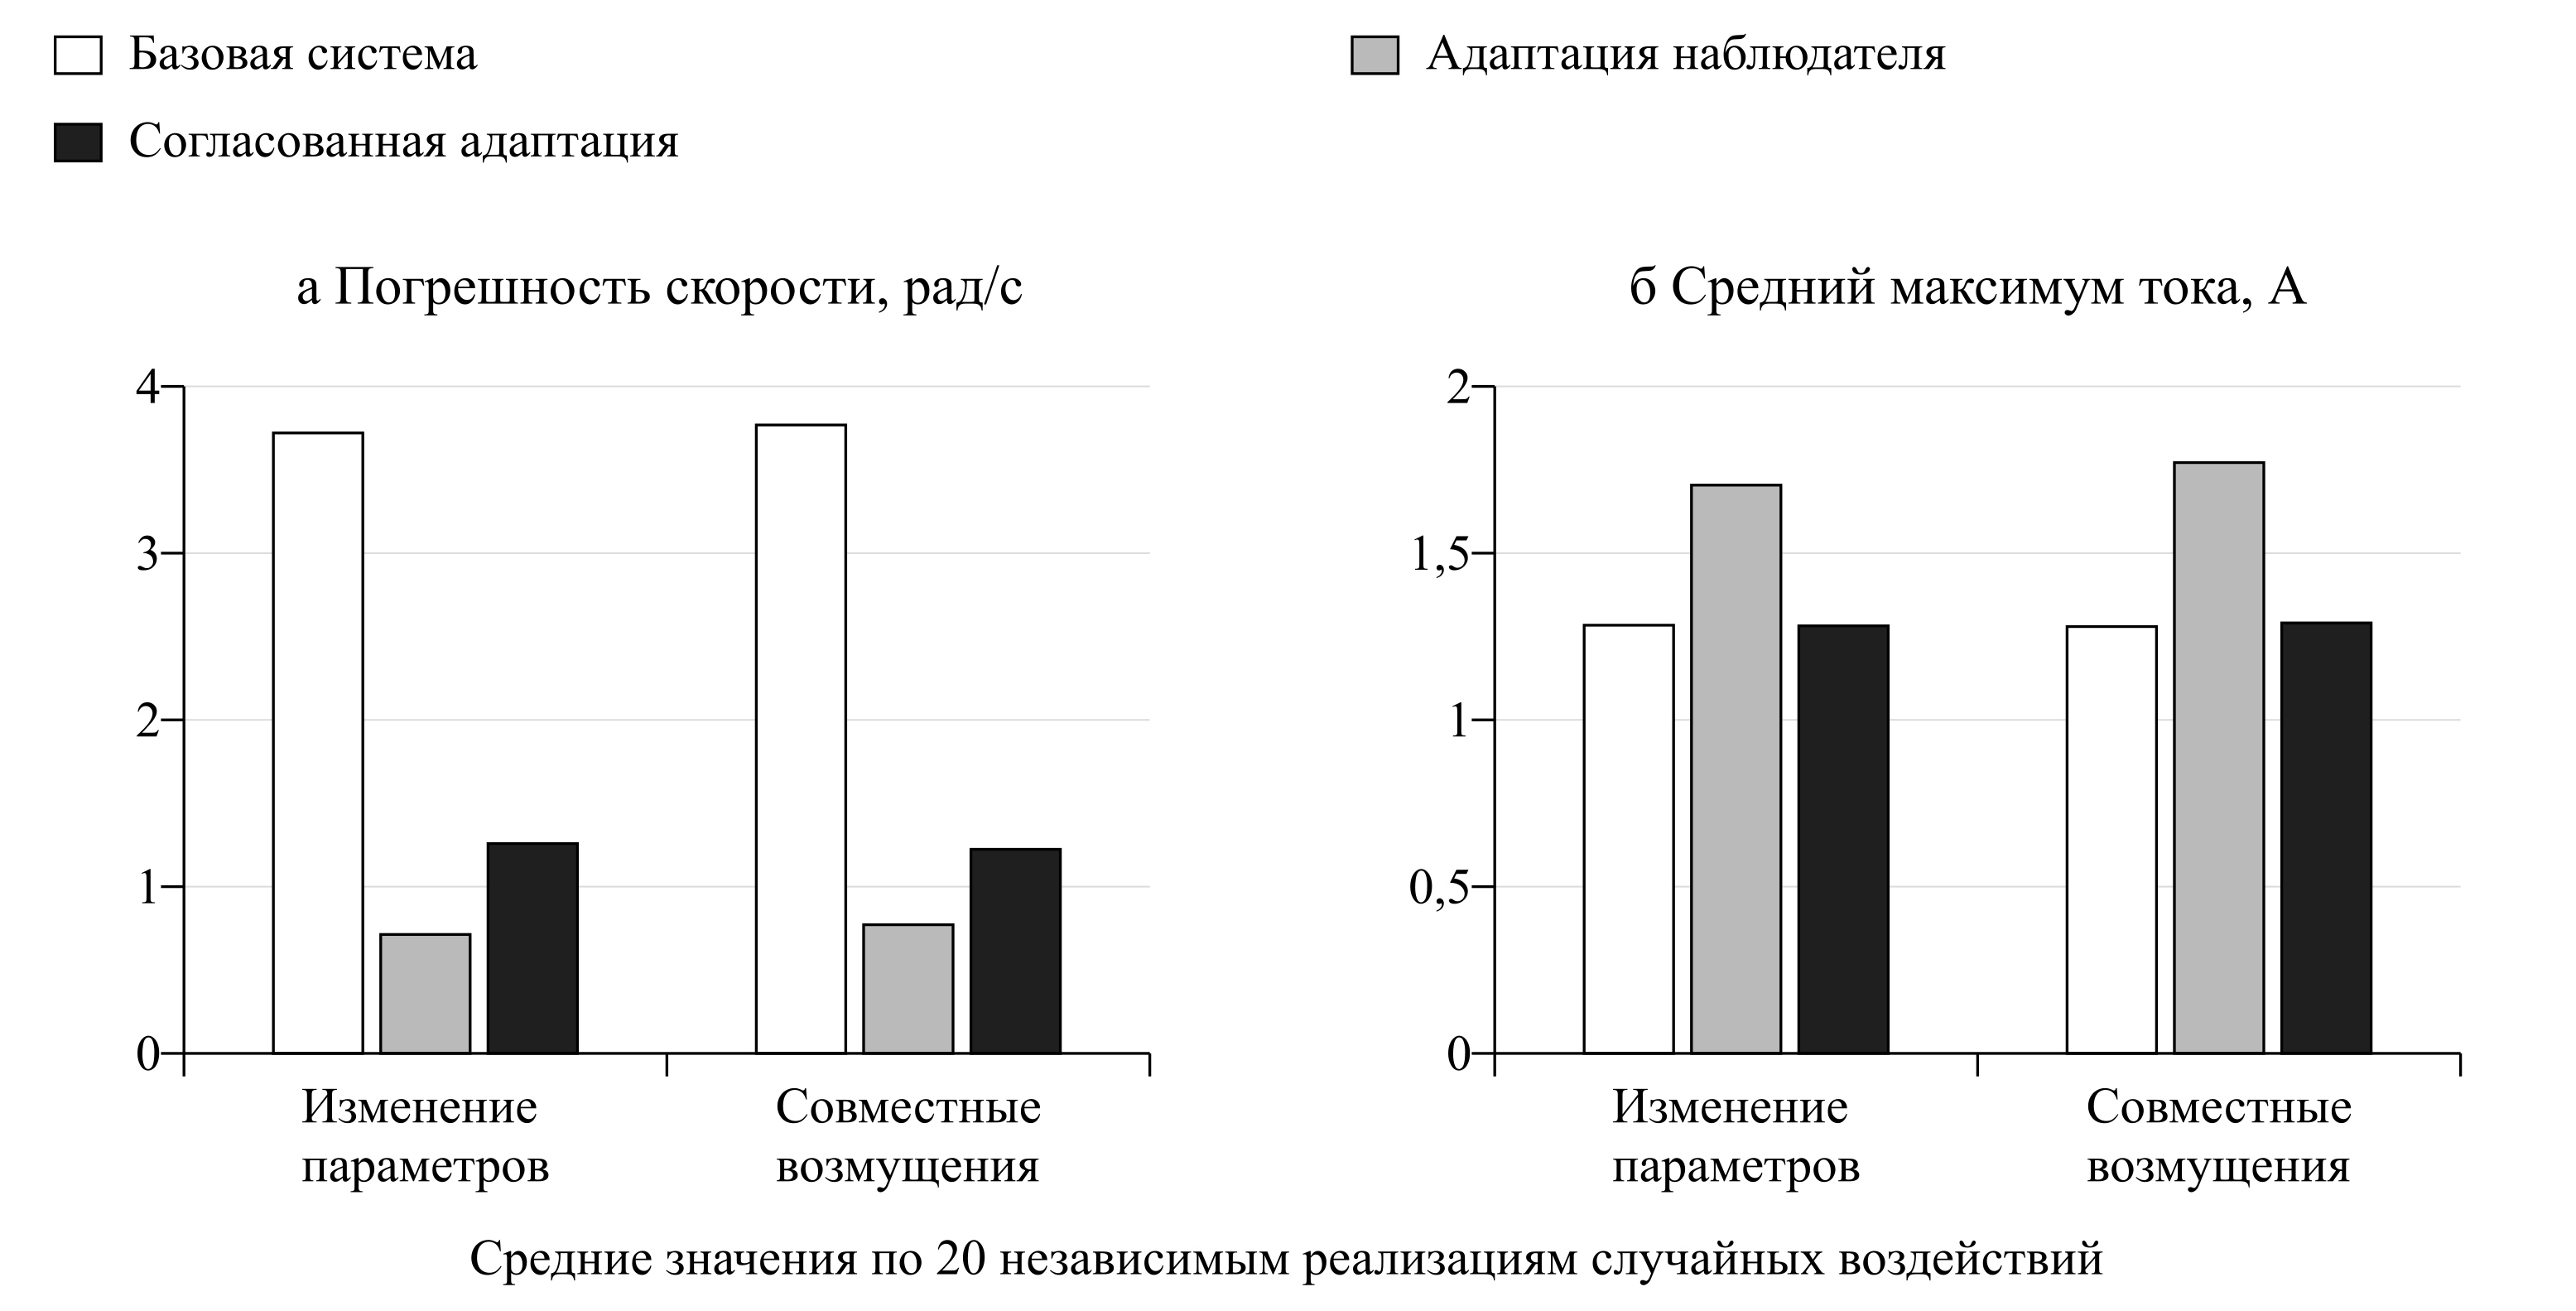 Базовая система
Адаптация наблюдателя
Согласованная адаптация
а Погрешность скорости, рад/с
4
3
2
1
0
Изменение
параметров
Совместные
возмущения
б Средний максимум тока, А
2
1,5
1
0,5
0
Изменение
параметров
Совместные
возмущения
Средние значения по 20 независимым реализациям случайных воздействий